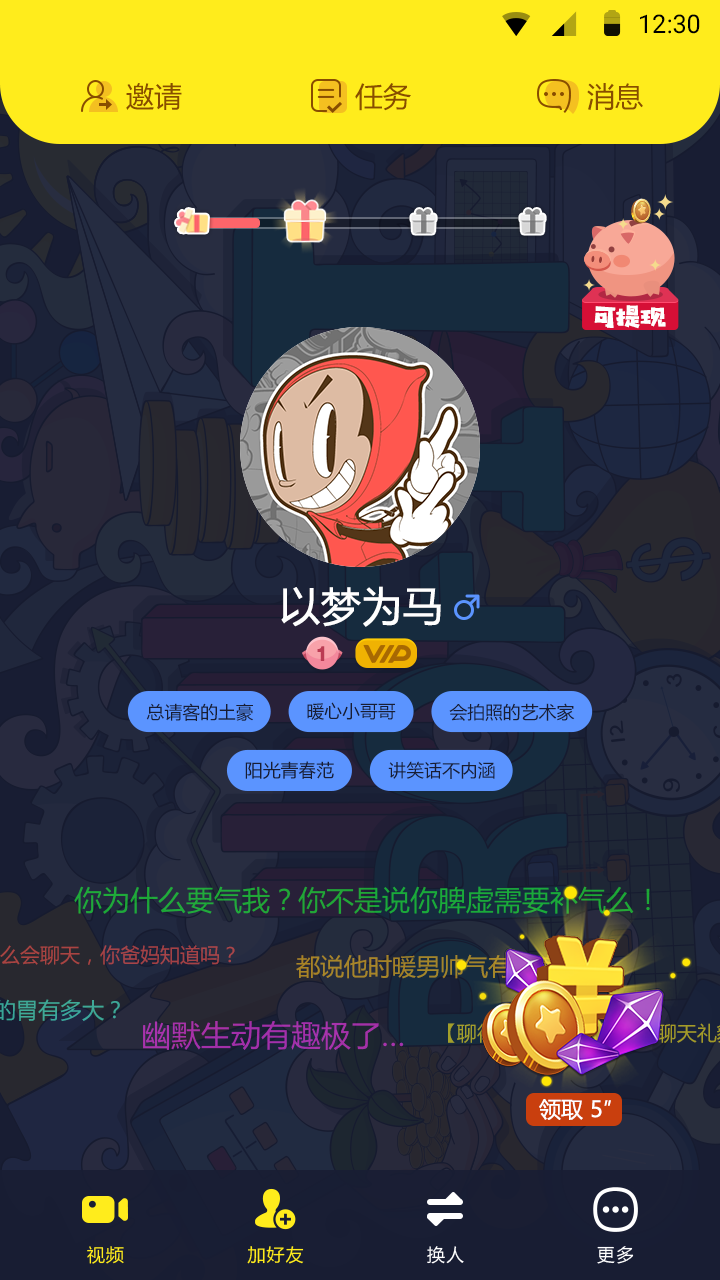 12:30
邀请 任务 消息
可提现
以梦为马
1 VIP
总请客的土豪 暖心小哥哥 会拍照的艺术家
阳光青春范 讲笑话不内涵
你为什么要气我？你不是说你脾虚需要补气么！
么会聊天，你爸妈知道吗？
都说他时暖男帅气有
的胃有多大？
幽默生动有趣极了...
【聊 聊天礼
领取 5″
视频 加好友 换人 更多